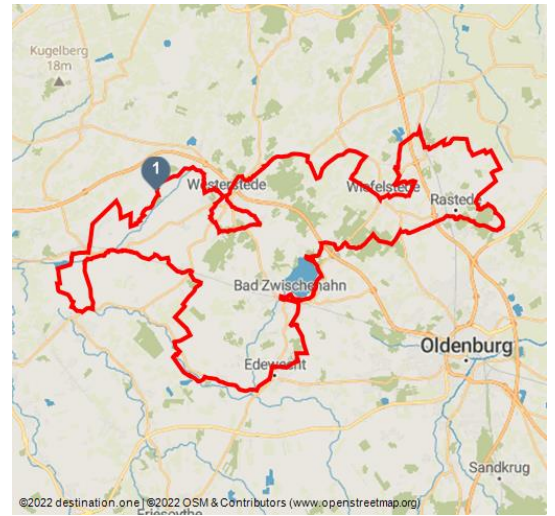 Kugelberg
18m
1
Westerstede
Wiefelstede
Rastede
Bad Zwischenahn
Oldenburg
Edewecht
Sandkrug
Friesoythe
©2022 destination.one | ©2022 OSM & Contributors (www.openstreetmap.org)